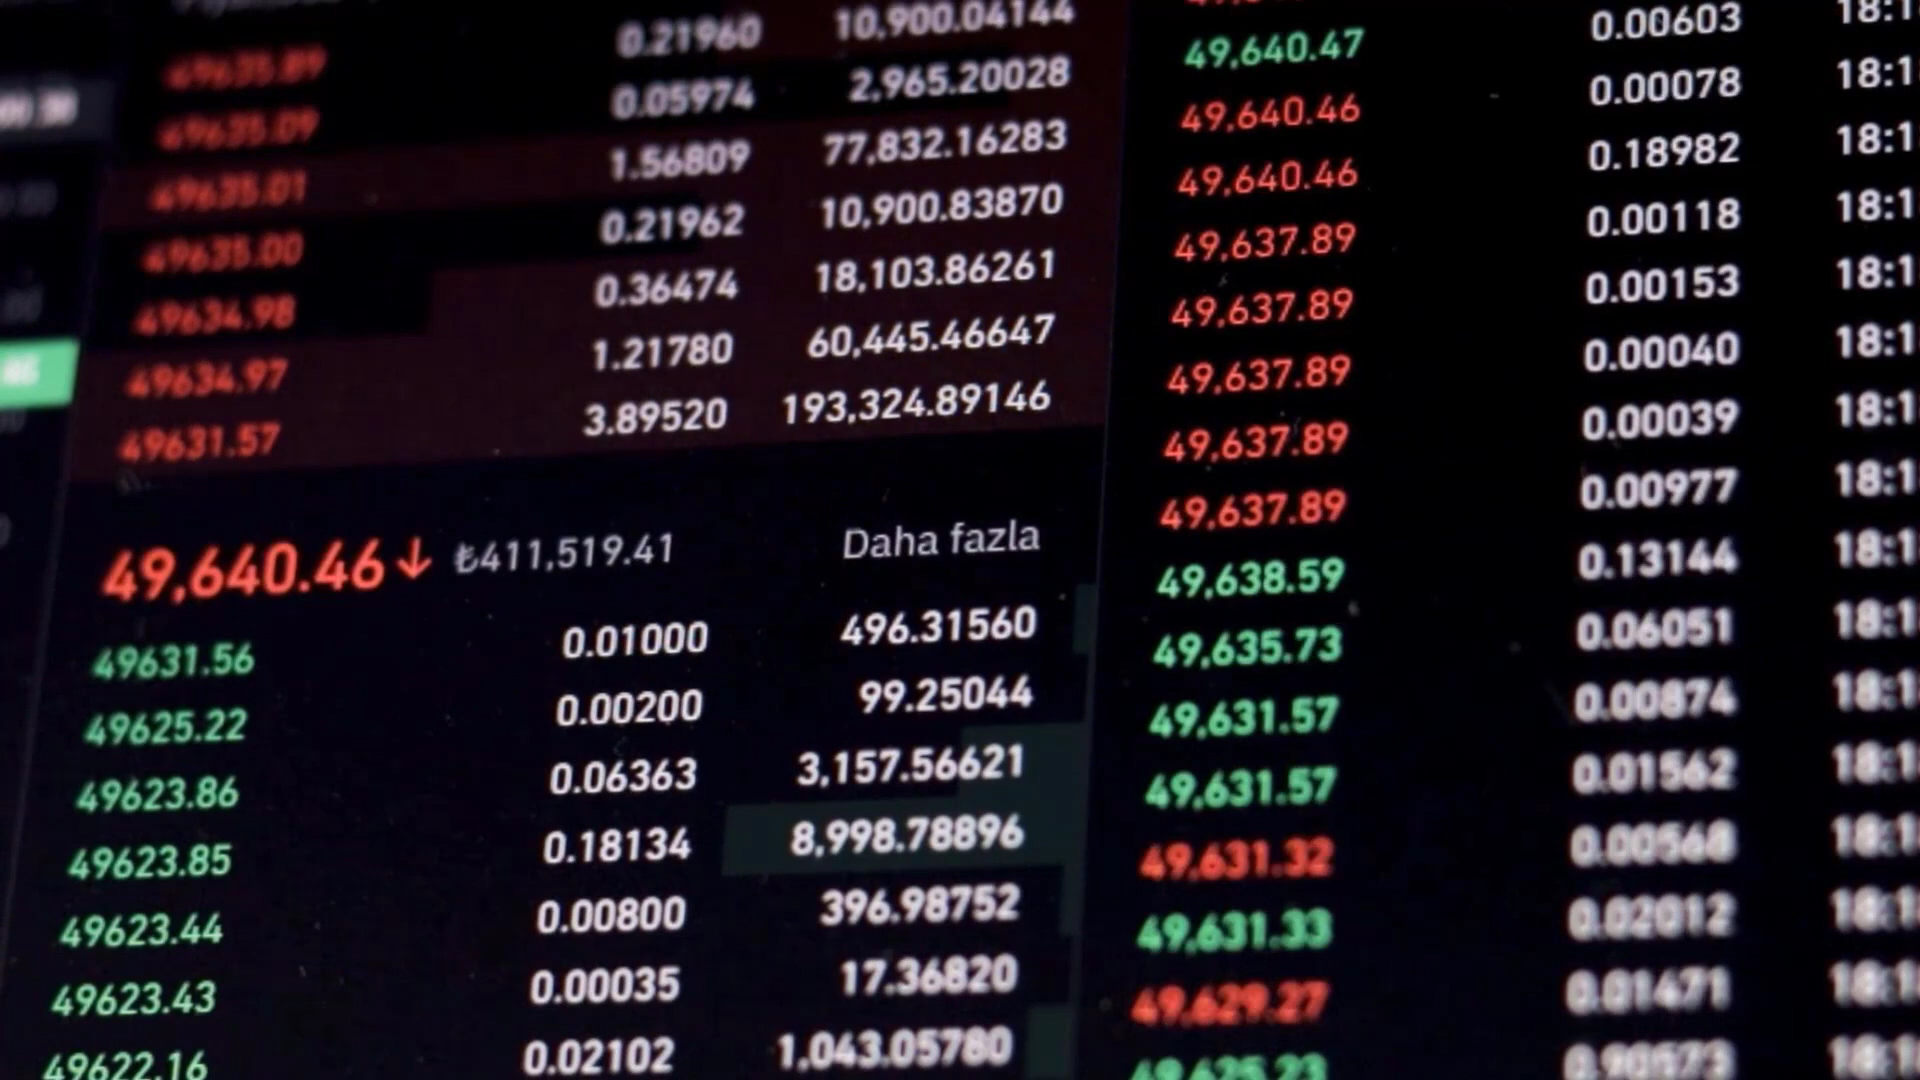 0.21960 10,900.04144
49635.89 0.05974 2,965.20028
49635.09 1.56809 77,832.16283
49635.01 0.21962 10,900.83870
49635.00 0.36474 18,103.86261
49634.98 1.21780 60,445.46647
49634.97 3.89520 193,324.89146
49631.57
49,640.46↓ ₺411,519.41 Daha fazla
49631.56 0.01000 496.31560
49625.22 0.00200 99.25044
49623.86 0.06363 3,157.56621
49623.85 0.18134 8,998.78896
49623.44 0.00800 396.98752
49623.43 0.00035 17.36820
49622.16 0.02102 1,043.05780
0.00603 18:1
49,640.47 0.00078 18:1
49,640.46 0.18982 18:1
49,640.46 0.00118 18:1
49,637.89 0.00153 18:1
49,637.89 0.00040 18:1
49,637.89 0.00039 18:1
49,637.89 0.00977 18:1
49,637.89 0.13144 18:1
49,638.59 0.06051 18:1
49,635.73 0.00874 18:1
49,631.57 0.01562 18:1
49,631.57 0.00568 18:1
49,631.32 0.02012 18:1
49,631.33 0.01471 18:1
49,629.27 0.90573 18:1
49,625.23